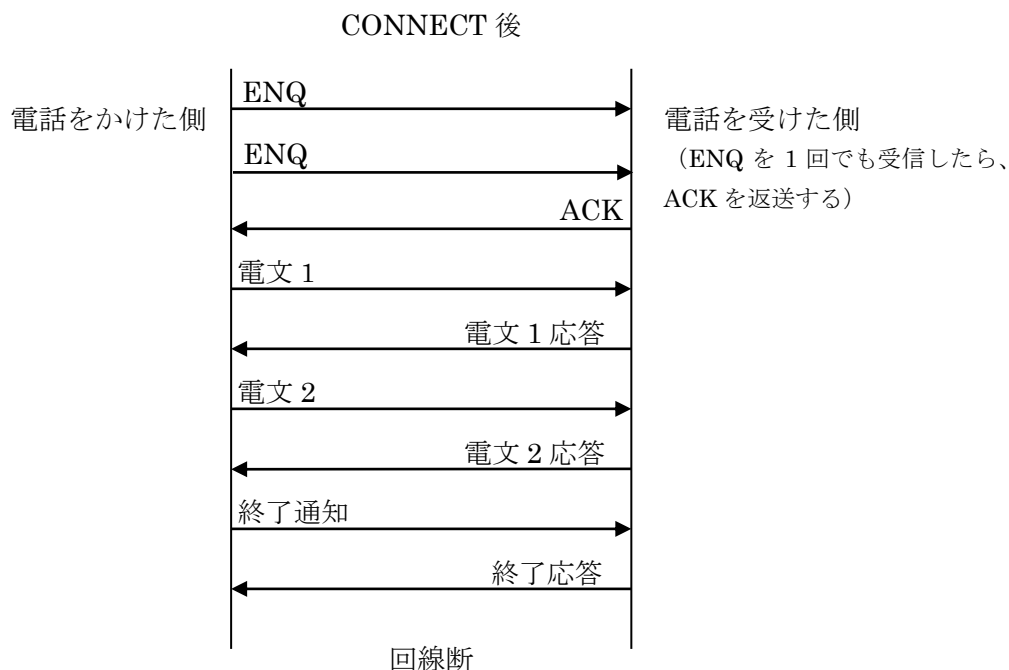 CONNECT 後
ENQ
電話をかけた側
電話を受けた側
ENQ
（ENQ を 1 回でも受信したら、
ACK を返送する）
ACK
電文 1
電文 1 応答
電文 2
電文 2 応答
終了通知
終了応答
回線断